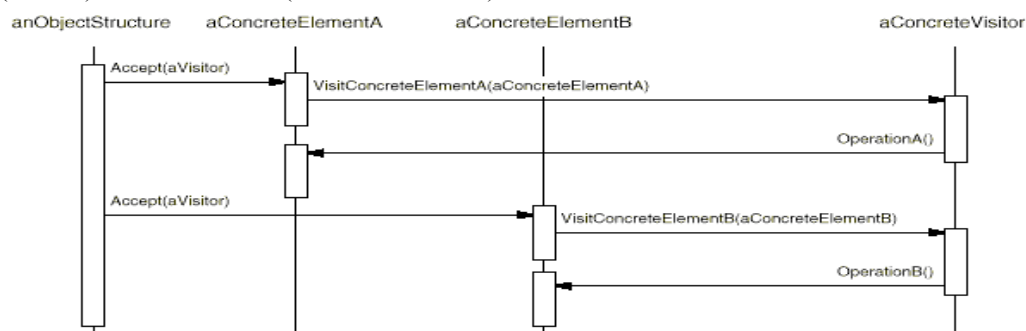 anObjectStructure aConcreteElementA aConcreteElementB aConcreteVisitor
Accept(aVisitor)
VisitConcreteElementA(aConcreteElementA)
OperationA()
Accept(aVisitor)
VisitConcreteElementB(aConcreteElementB)
OperationB()